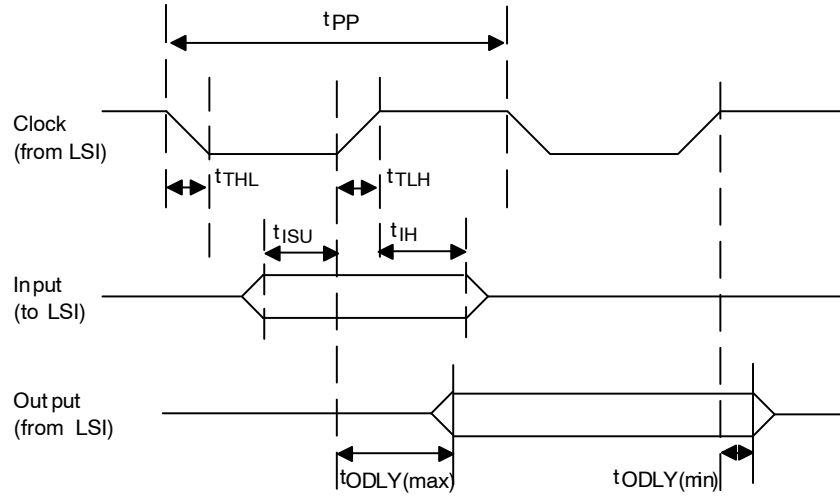 tPP
Clock
(from LSI)
tTHL
tTLH
tISU
tIH
Input
(to LSI)
Output
(from LSI)
tODLY(max)
tODLY(min)